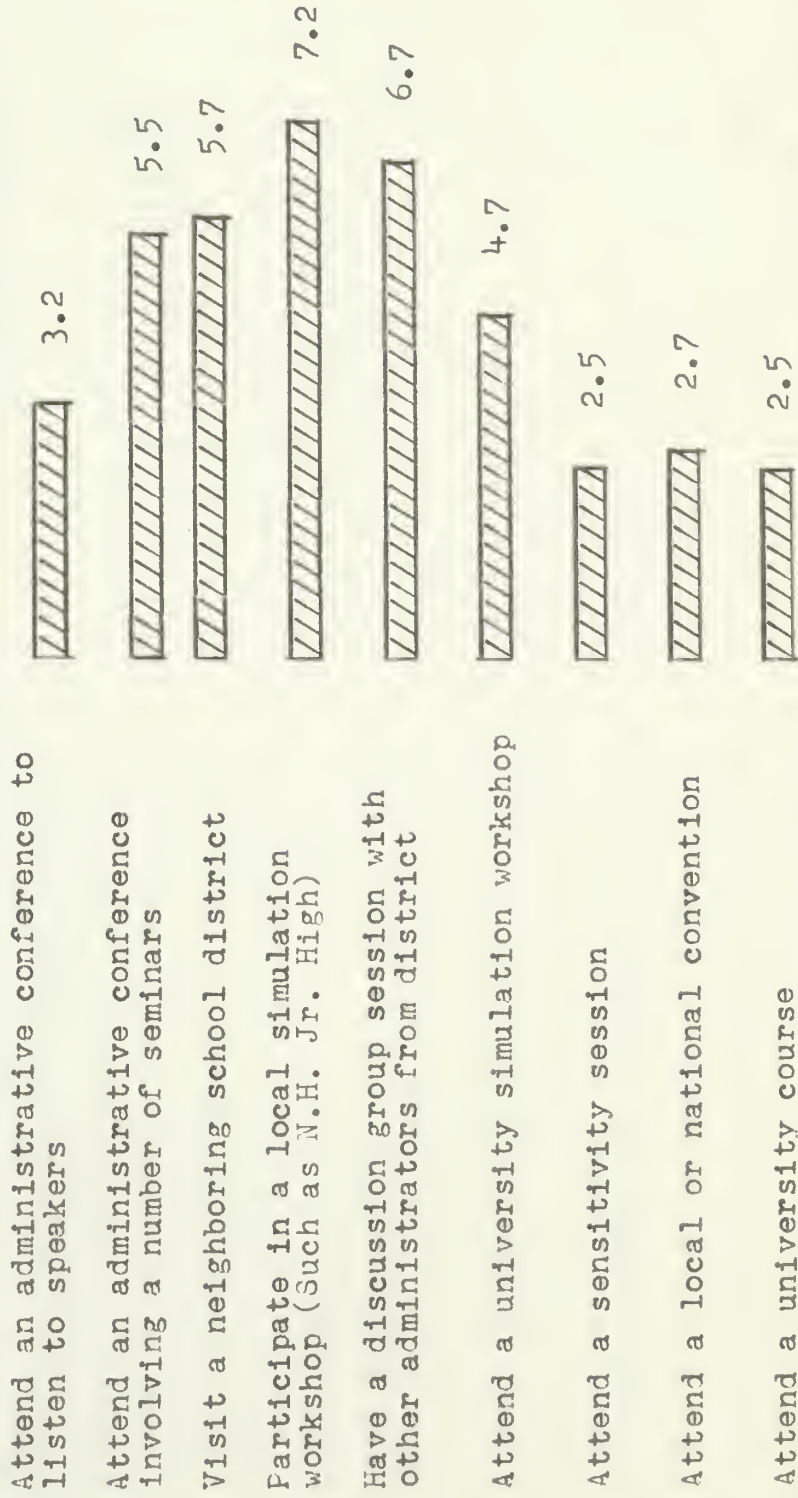 Attend an administrative conference to
listen to speakers
3.2
Attend an administrative conference
involving a number of seminars
5.5
Visit a neighboring school district
5.7
Participate in a local simulation
workshop (Such as N.H. Jr. High)
7.2
Have a discussion group session with
other administrators from district
6.7
Attend a university simulation workshop
4.7
Attend a sensitivity session
2.5
Attend a local or national convention
2.7
Attend a university course
2.5